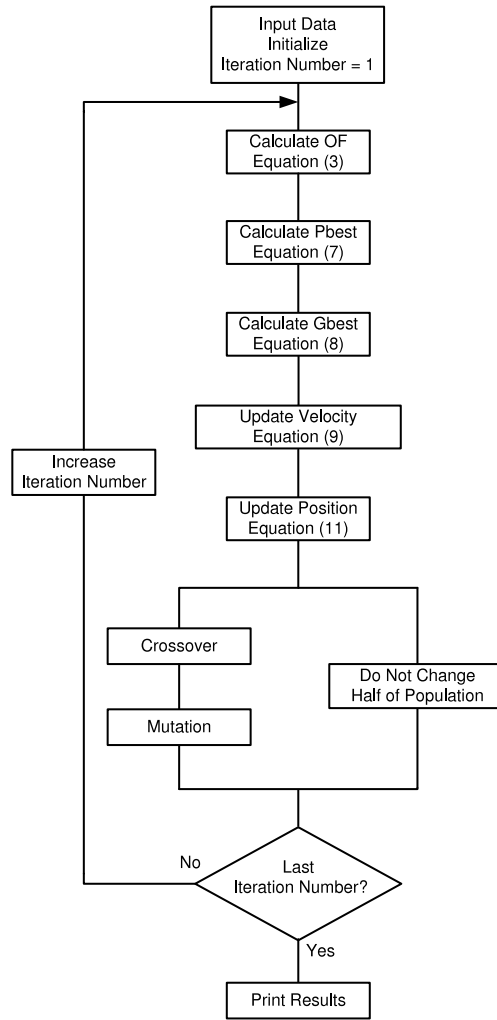 Input Data
Initialize
Iteration Number = 1
Calculate OF
Equation (3)
Calculate Pbest
Equation (7)
Calculate Gbest
Equation (8)
Update Velocity
Equation (9)
Increase
Iteration Number
Update Position
Equation (11)
Crossover
Do Not Change
Half of Population
Mutation
No
Last
Iteration Number?
Yes
Print Results